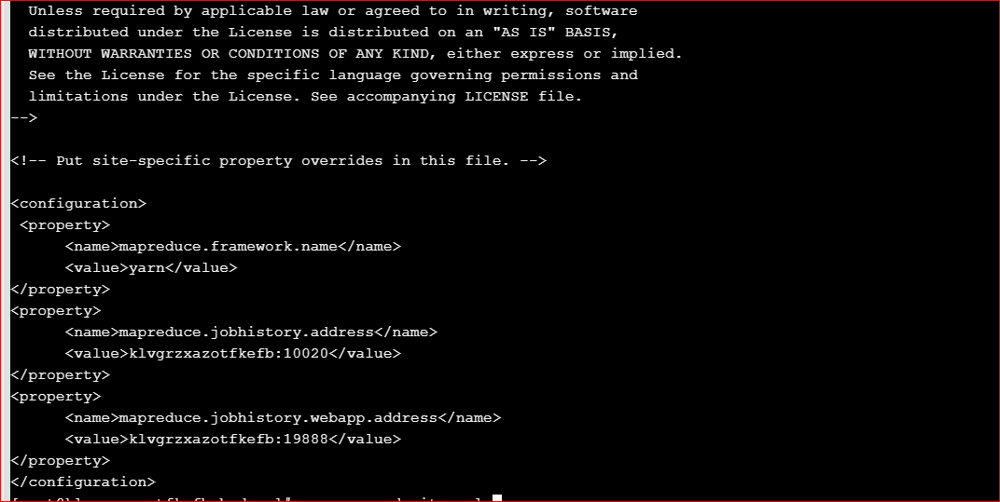 Unless required by applicable law or agreed to in writing, software
distributed under the License is distributed on an "AS IS" BASIS,
WITHOUT WARRANTIES OR CONDITIONS OF ANY KIND, either express or implied.
See the License for the specific language governing permissions and
limitations under the License. See accompanying LICENSE file.
-->
<!-- Put site-specific property overrides in this file. -->
<configuration>
<property>
<name>mapreduce.framework.name</name>
<value>yarn</value>
</property>
<property>
<name>mapreduce.jobhistory.address</name>
<value>klvgrzxazotfkefb:10020</value>
</property>
<property>
<name>mapreduce.jobhistory.webapp.address</name>
<value>klvgrzxazotfkefb:19888</value>
</property>
</configuration>